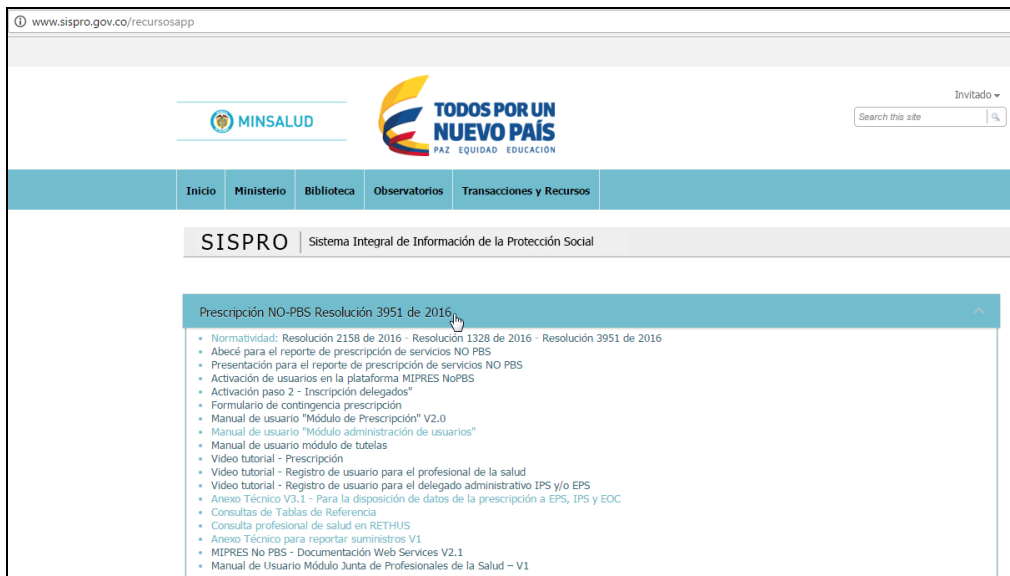 www.sispro.gov.co/recursosapp
Invitado
MINSALUD
TODOS POR UN
NUEVO PAÍS
PAZ EQUIDAD EDUCACIÓN
Search this site
Inicio Ministerio Biblioteca Observatorios Transacciones y Recursos
SISPRO Sistema Integral de Información de la Protección Social
Prescripción NO-PBS Resolución 3951 de 2016
Normatividad: Resolución 2158 de 2016 - Resolución 1328 de 2016 - Resolución 3951 de 2016
Abecé para el reporte de prescripción de servicios NO PBS
Presentación para el reporte de prescripción de servicios NO PBS
Activación de usuarios en la plataforma MIPRES NoPBS
Activación paso 2 - Inscripción delegados"
Formulario de contingencia prescripción
Manual de usuario "Módulo de Prescripción" V2.0
Manual de usuario "Módulo administración de usuarios"
Manual de usuario módulo de tutelas
Video tutorial - Prescripción
Video tutorial - Registro de usuario para el profesional de la salud
Video tutorial - Registro de usuario para el delegado administrativo IPS y/o EPS
Anexo Técnico V3.1 - Para la disposición de datos de la prescripción a EPS, IPS y EOC
Consultas de Tablas de Referencia
Consulta profesional de salud en RETHUS
Anexo Técnico para reportar suministros V1
MIPRES No PBS - Documentación Web Services V2.1
Manual de Usuario Módulo Junta de Profesionales de la Salud – V1